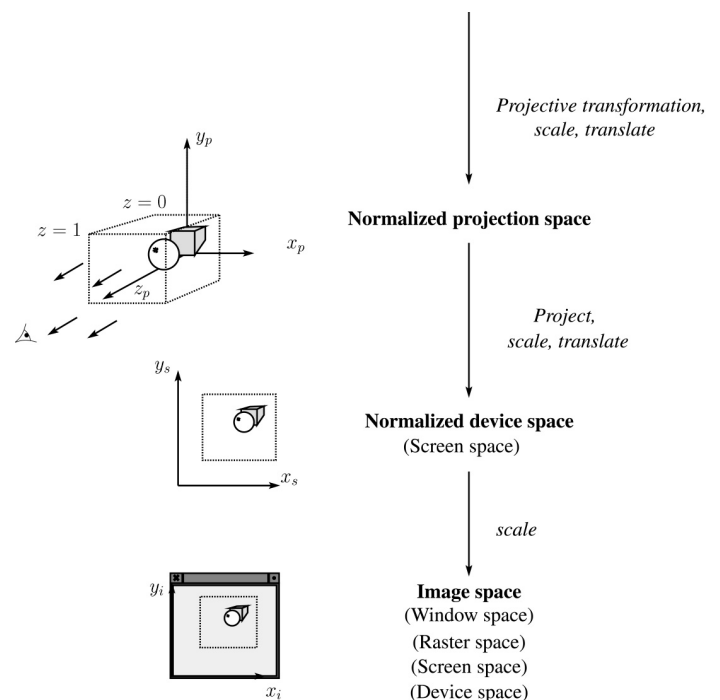 Projective transformation,
scale, translate
y_p
z = 0
Normalized projection space
z = 1
x_p
z_p
Project,
scale, translate
y_s
Normalized device space
(Screen space)
x_s
scale
y_i
Image space
(Window space)
(Raster space)
(Screen space)
(Device space)
x_i